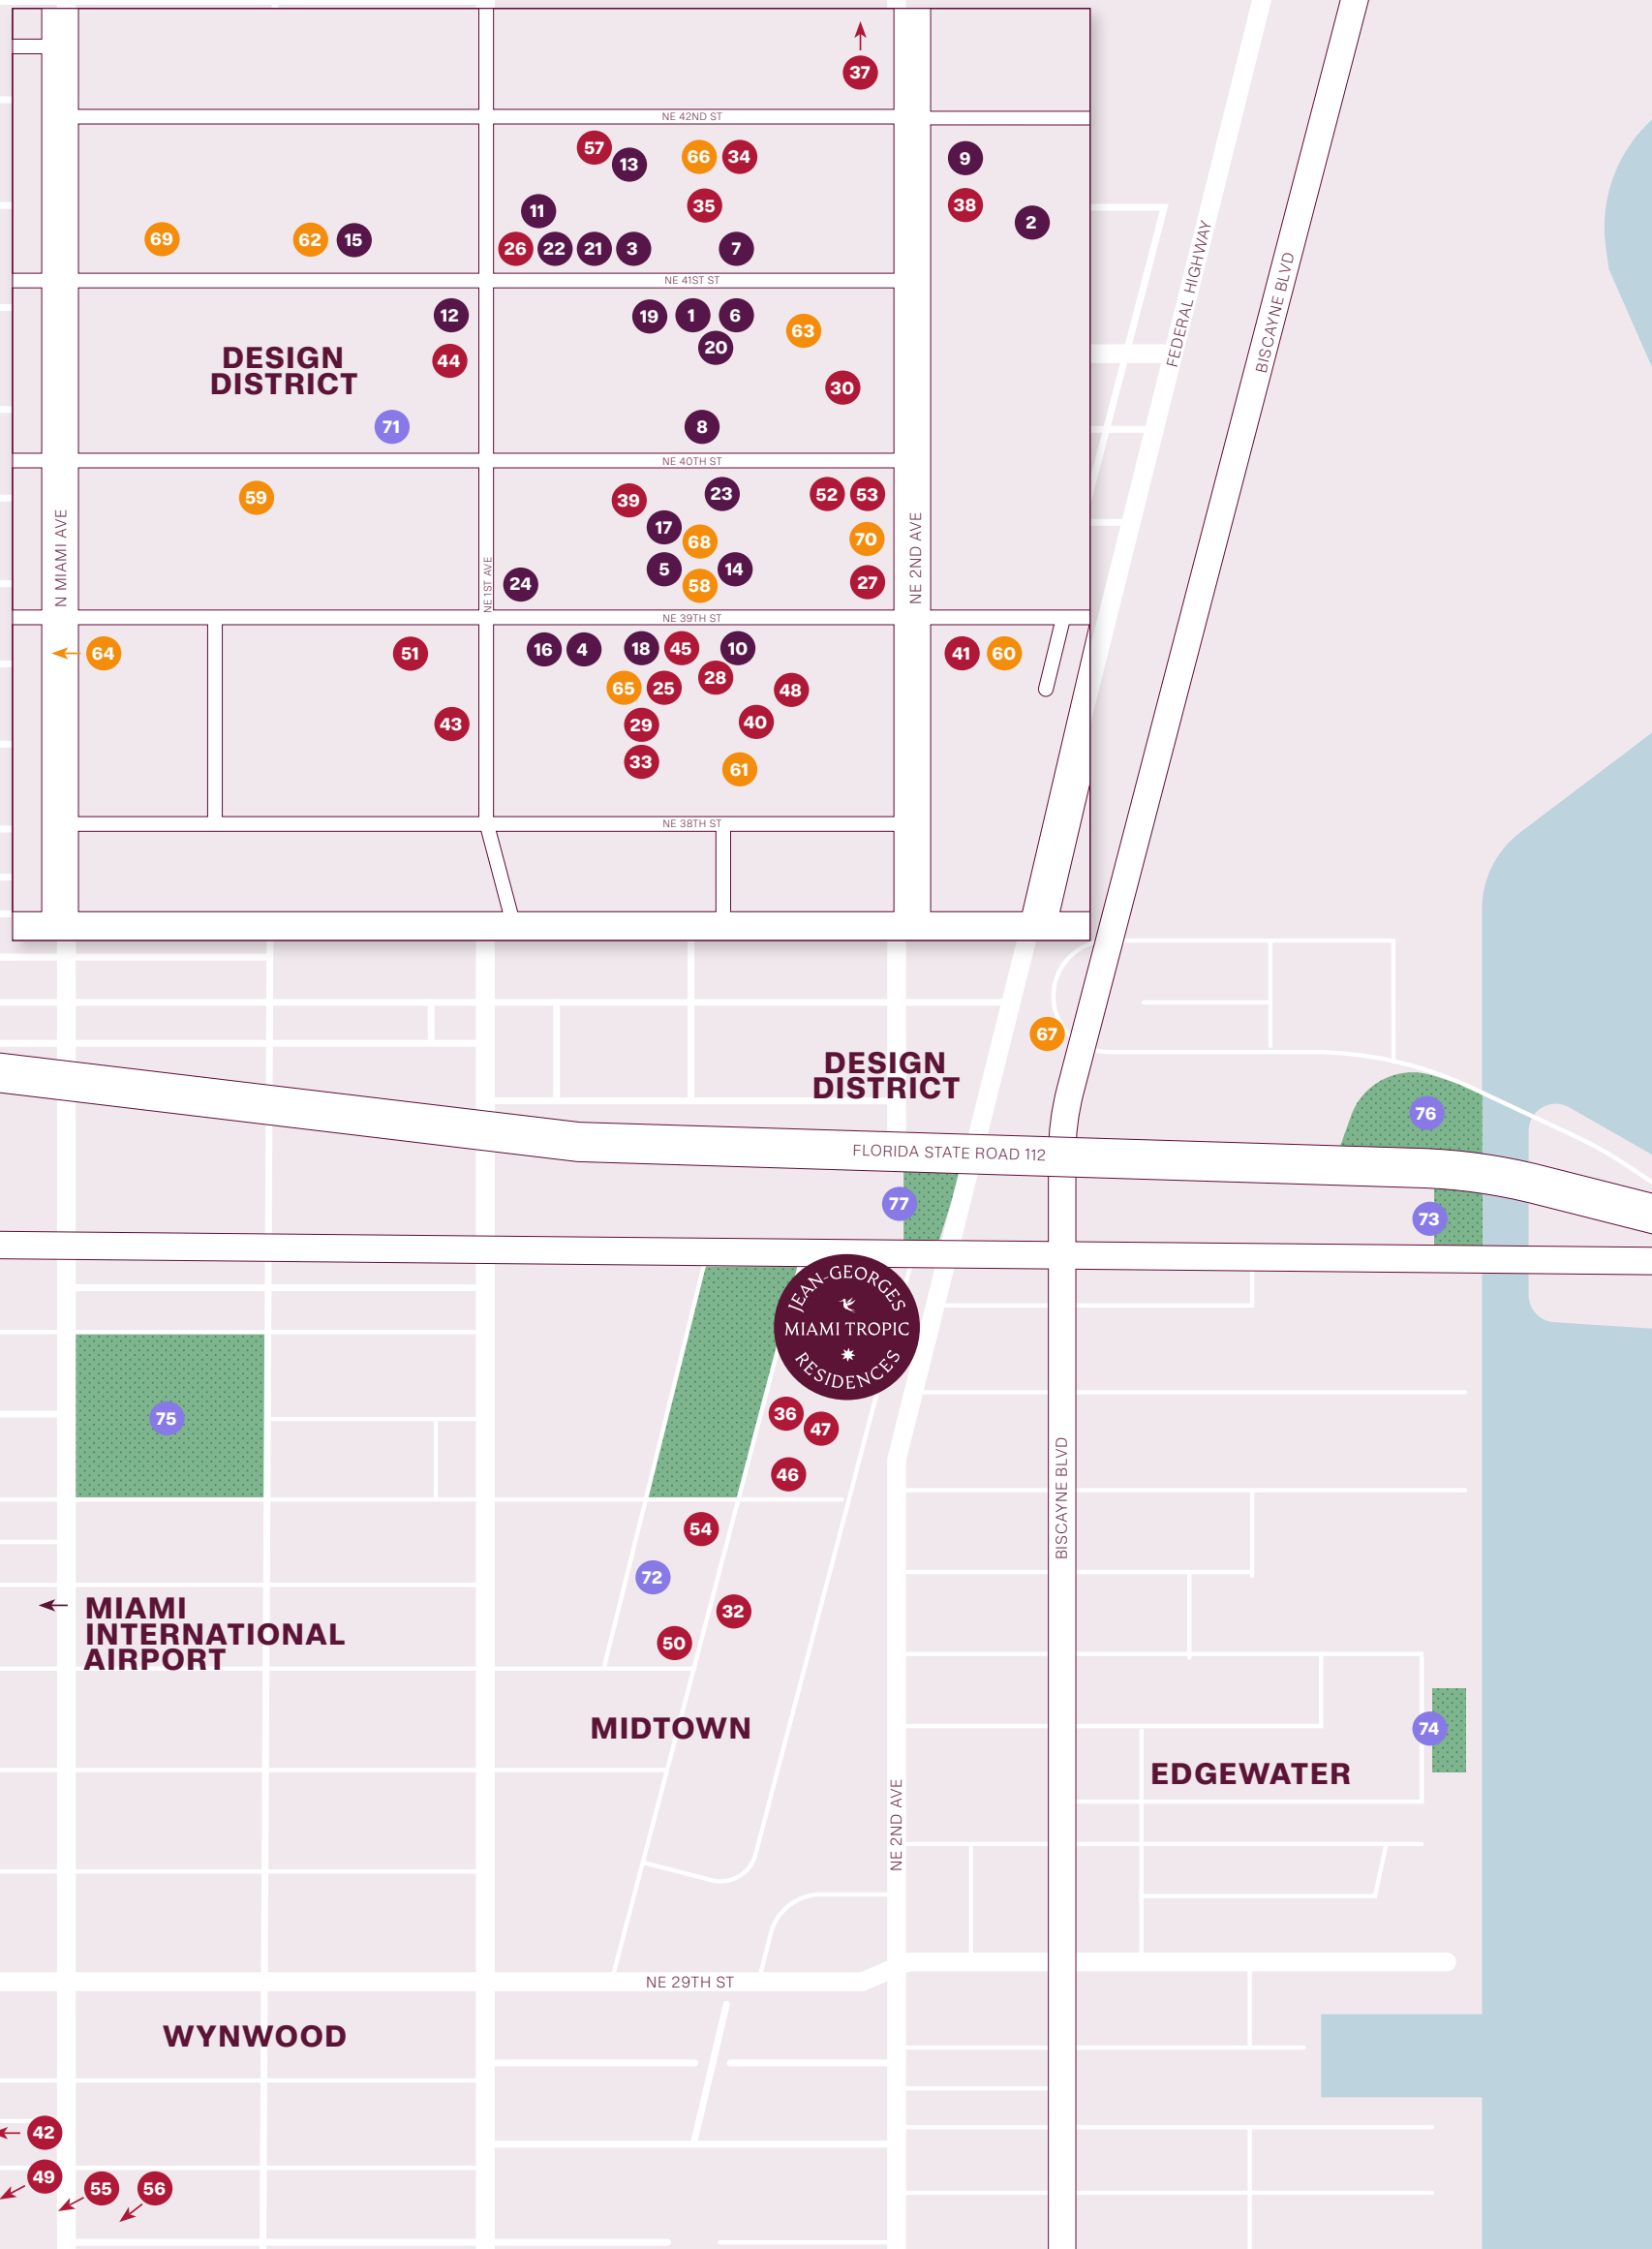 37
NE 42ND ST
57
13
66
34
9
11
35
38
2
69
62
15
26
22
21
3
7
NE 41ST ST
12
19
1
6
63
20
44
DESIGN
DISTRICT
30
71
8
FEDERAL HIGHWAY
BISCAYNE BLVD
NE 40TH ST
59
39
23
52
53
17
68
70
5
14
24
58
27
N MIAMI AVE
NE 1ST AVE
NE 2ND AVE
NE 39TH ST
64
51
16
4
18
45
10
41
60
65
25
28
48
43
29
40
33
61
NE 38TH ST
67
DESIGN
DISTRICT
76
FLORIDA STATE ROAD 112
77
73
JEAN-GEORGES
MIAMI TROPIC
RESIDENCES
75
36
47
46
BISCAYNE BLVD
54
72
MIAMI
INTERNATIONAL
AIRPORT
32
50
MIDTOWN
74
EDGEWATER
NE 2ND AVE
NE 29TH ST
WYNWOOD
42
49
55
56